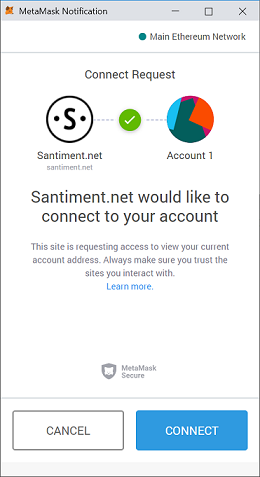 MetaMask Notification
Main Ethereum Network
Connect Request
·S·
Santiment.net
santiment.net
Account 1
Santiment.net would like to
connect to your account
This site is requesting access to view your current
account address. Always make sure you trust the
sites you interact with.
Learn more.
MetaMask
Secure
CANCEL
CONNECT